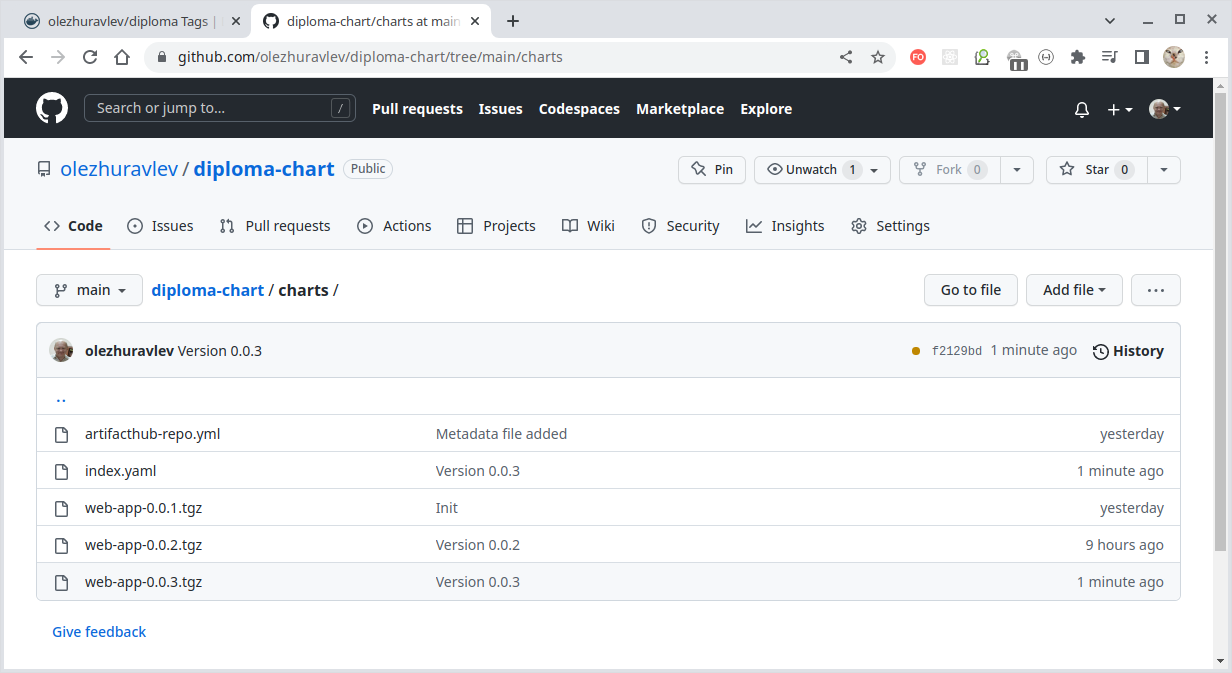 olezhuravlev/diploma Tags |
diploma-chart/charts at main
github.com/olezhuravlev/diploma-chart/tree/main/charts
FO
Search or jump to... /
Pull requests Issues Codespaces Marketplace Explore
olezhuravlev / diploma-chart Public
Pin Unwatch 1 Fork 0 Star 0
Code Issues Pull requests Actions Projects Wiki Security Insights Settings
main diploma-chart / charts / Go to file Add file ...
olezhuravlev Version 0.0.3 f2129bd 1 minute ago History
..
artifacthub-repo.yml Metadata file added yesterday
index.yaml Version 0.0.3 1 minute ago
web-app-0.0.1.tgz Init yesterday
web-app-0.0.2.tgz Version 0.0.2 9 hours ago
web-app-0.0.3.tgz Version 0.0.3 1 minute ago
Give feedback